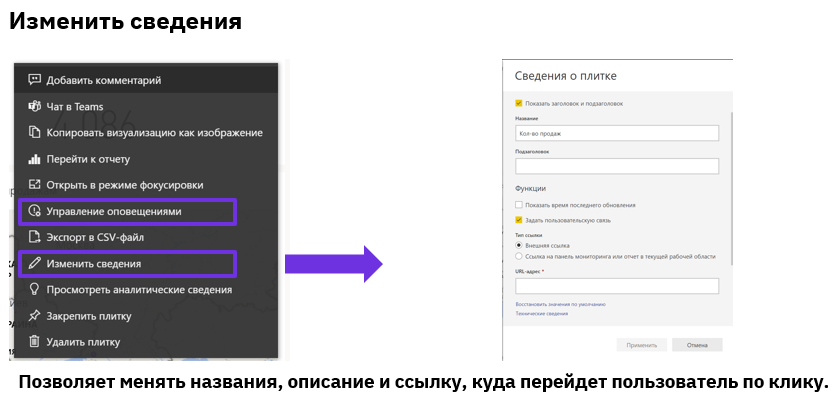 Изменить сведения
Добавить комментарий
Чат в Teams
Копировать визуализацию как изображение
Перейти к отчету
Открыть в режиме фокусировки
Управление оповещениями
Экспорт в CSV-файл
Изменить сведения
Просмотреть аналитические сведения
Закрепить плитку
Удалить плитку
Сведения о плитке
Показать заголовок и подзаголовок
Название
Кол-во продаж
Подзаголовок
Функции
Показать время последнего обновления
Задать пользовательскую связь
Тип ссылки
Внешняя ссылка
Ссылка на панель мониторинга или отчет в текущей рабочей области
URL-адрес *
Восстановить значения по умолчанию
Технические сведения
Применить
Отмена
Позволяет менять названия, описание и ссылку, куда перейдет пользователь по клику.